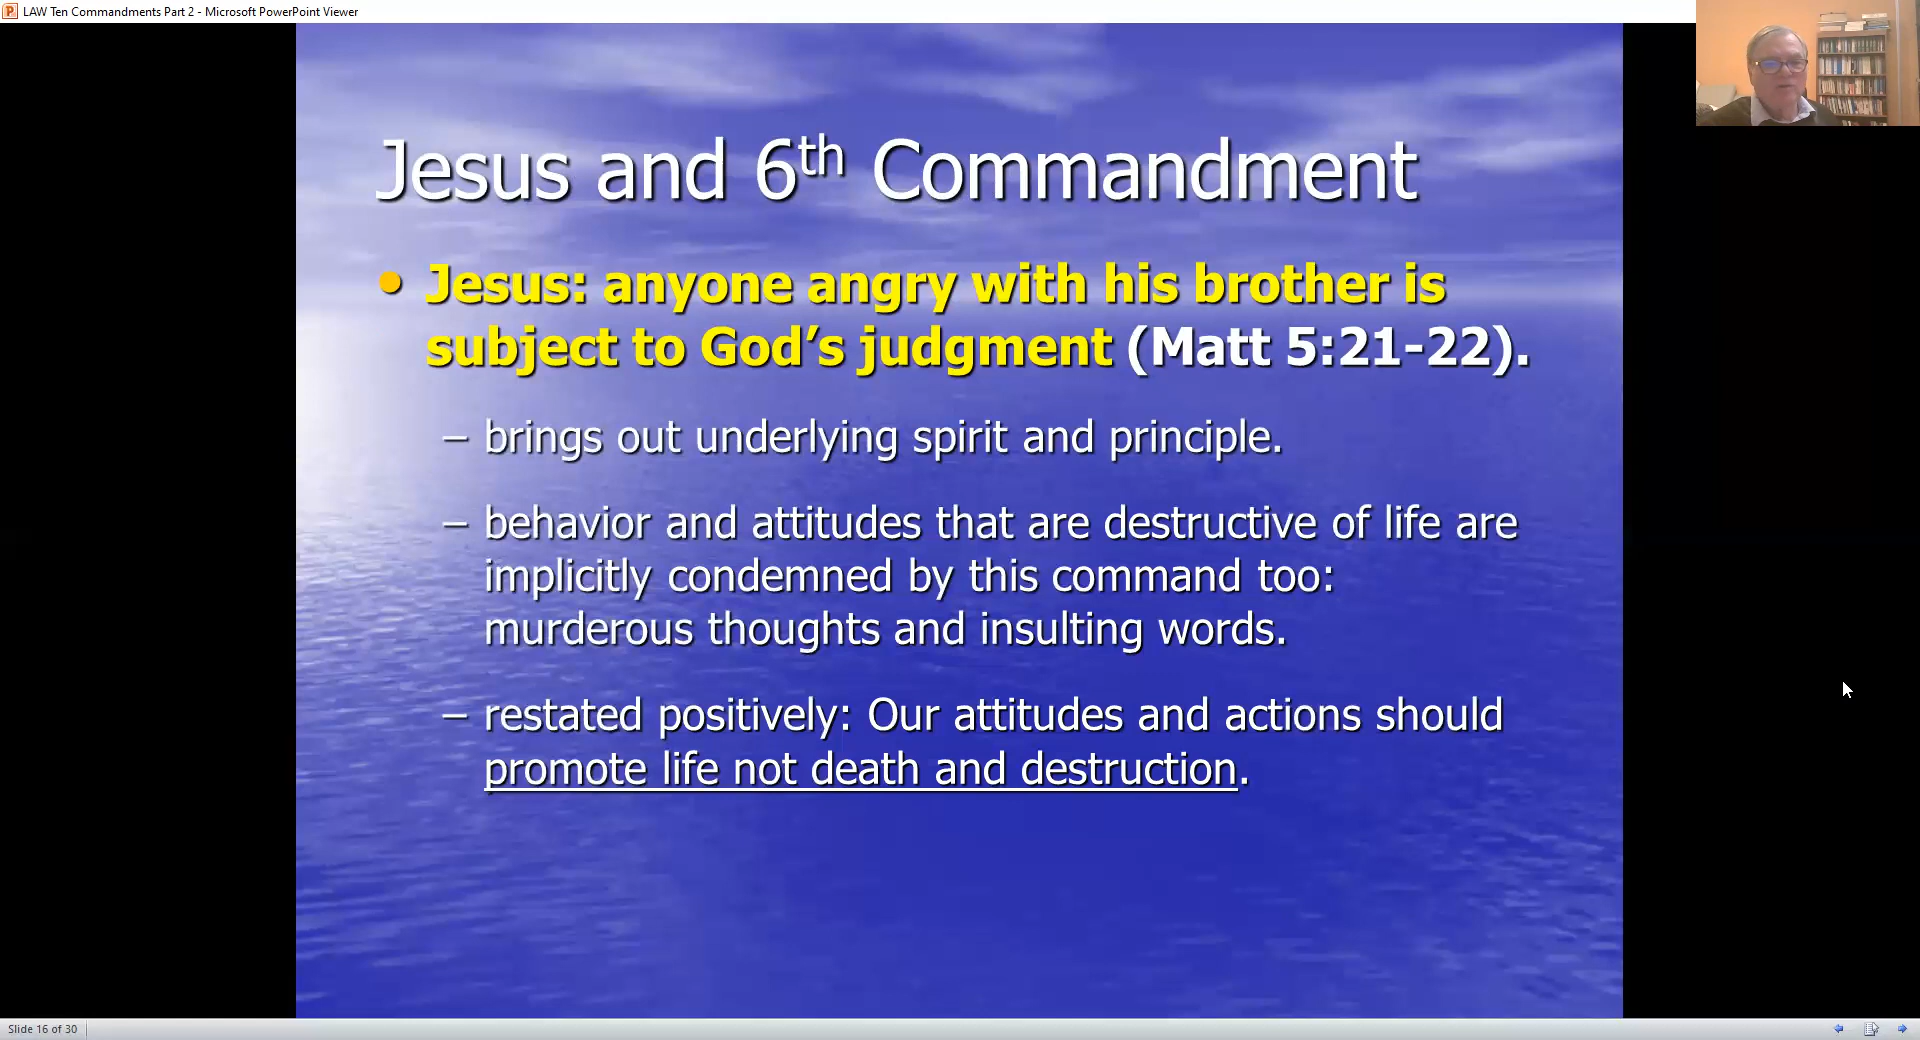 LAW Ten Commandments Part 2 - Microsoft PowerPoint Viewer
Jesus and 6th Commandment
• Jesus: anyone angry with his brother is
subject to God’s judgment (Matt 5:21-22).
– brings out underlying spirit and principle.
– behavior and attitudes that are destructive of life are
implicitly condemned by this command too:
murderous thoughts and insulting words.
– restated positively: Our attitudes and actions should
promote life not death and destruction.
Slide 16 of 30